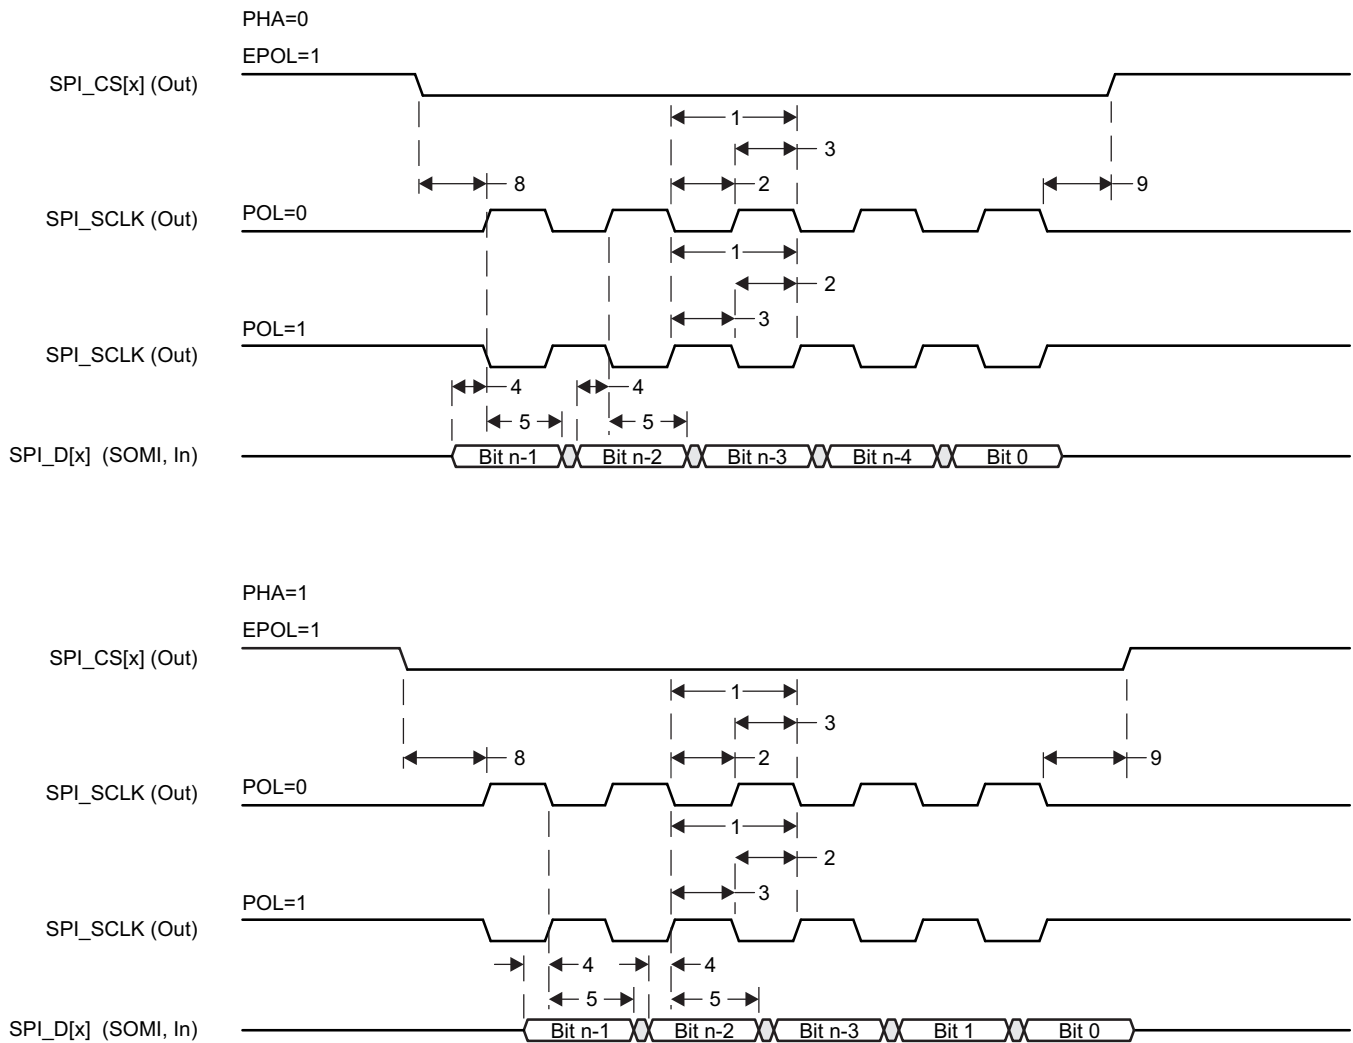 PHA=0
EPOL=1
SPI_CS[x] (Out)
1
3
8
2
9
SPI_SCLK (Out)
POL=0
1
2
3
POL=1
SPI_SCLK (Out)
4
4
5
5
SPI_D[x] (SOMI, In)
Bit n-1
Bit n-2
Bit n-3
Bit n-4
Bit 0
PHA=1
EPOL=1
SPI_CS[x] (Out)
1
3
8
2
9
SPI_SCLK (Out)
POL=0
1
2
3
POL=1
SPI_SCLK (Out)
4
4
5
5
SPI_D[x] (SOMI, In)
Bit n-1
Bit n-2
Bit n-3
Bit 1
Bit 0